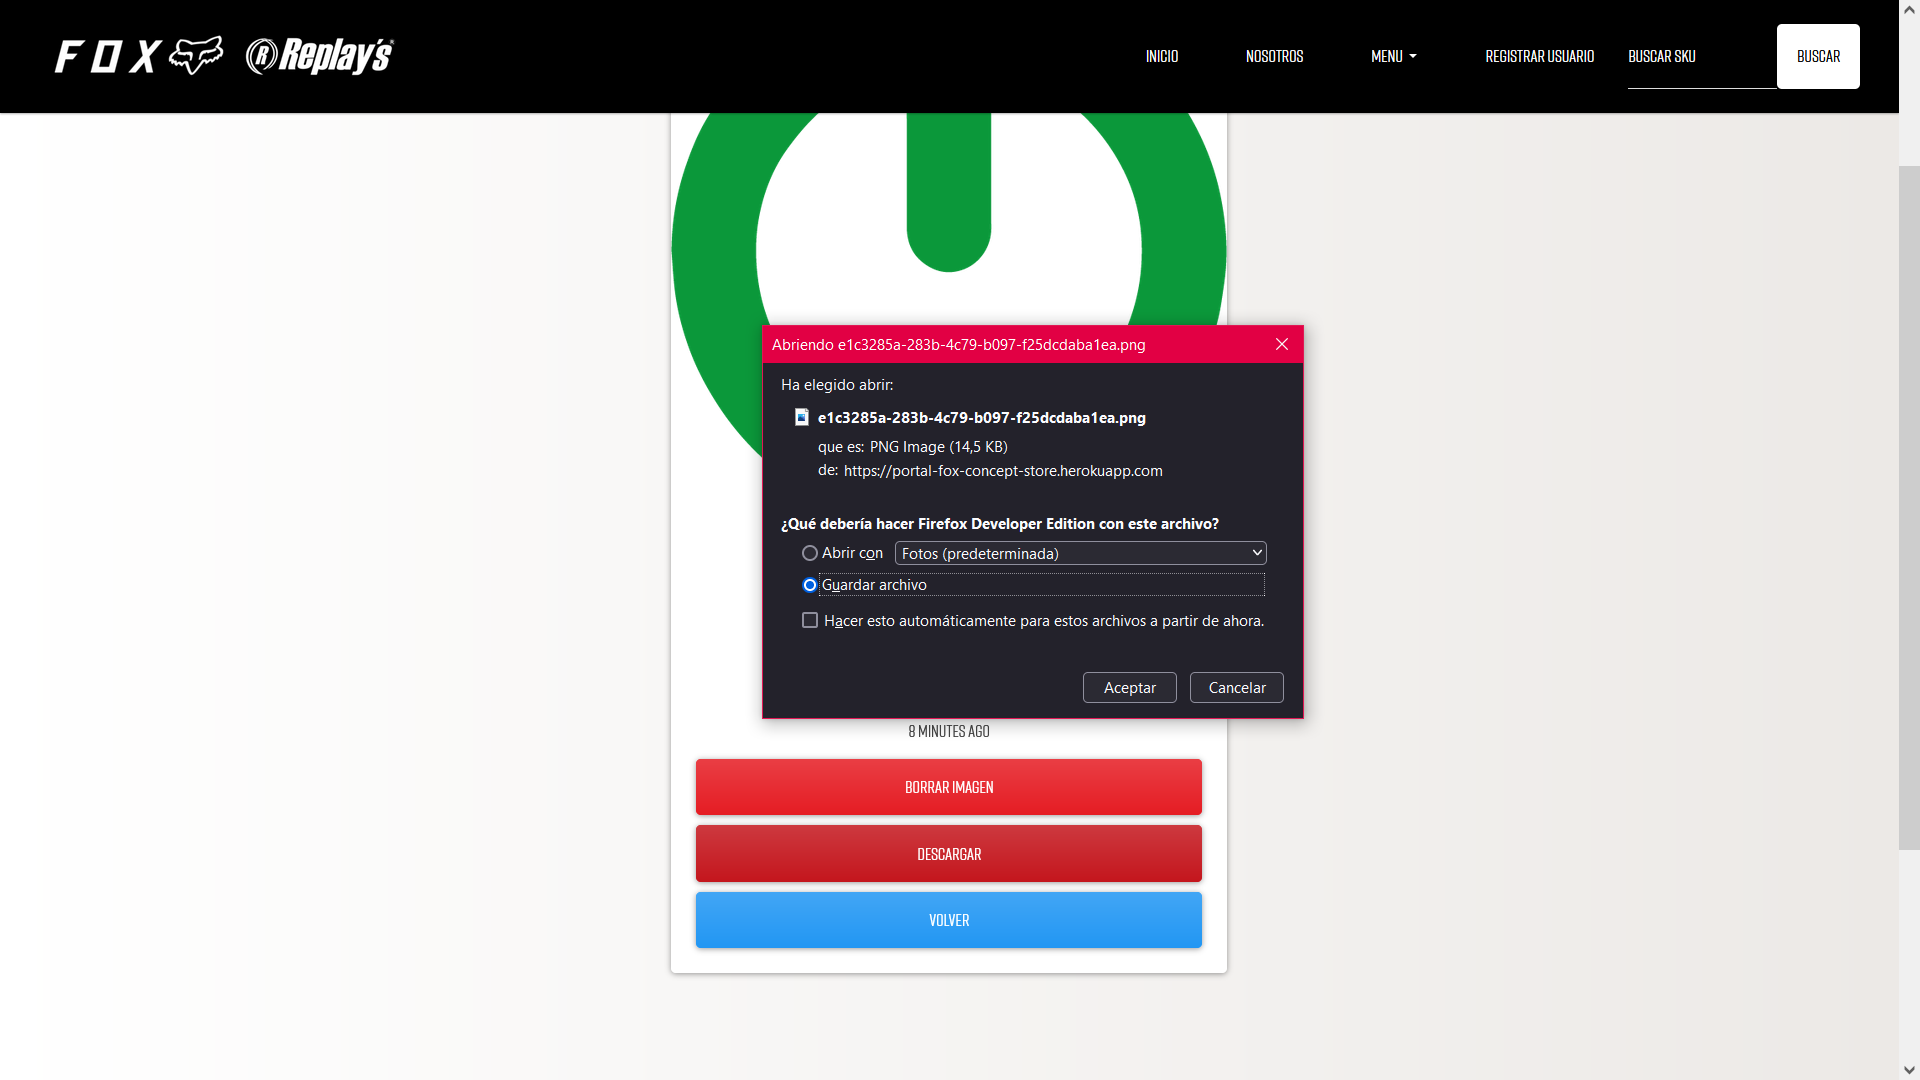 FOX Replay's
INICIO
NOSOTROS
MENU
REGISTRAR USUARIO
BUSCAR SKU
BUSCAR
Abriendo e1c3285a-283b-4c79-b097-f25dcdaba1ea.png
Ha elegido abrir:
e1c3285a-283b-4c79-b097-f25dcdaba1ea.png
que es: PNG Image (14,5 KB)
de: https://portal-fox-concept-store.herokuapp.com
¿Qué debería hacer Firefox Developer Edition con este archivo?
Abrir con Fotos (predeterminada)
Guardar archivo
Hacer esto automáticamente para estos archivos a partir de ahora.
Aceptar Cancelar
8 MINUTES AGO
BORRAR IMAGEN
DESCARGAR
VOLVER